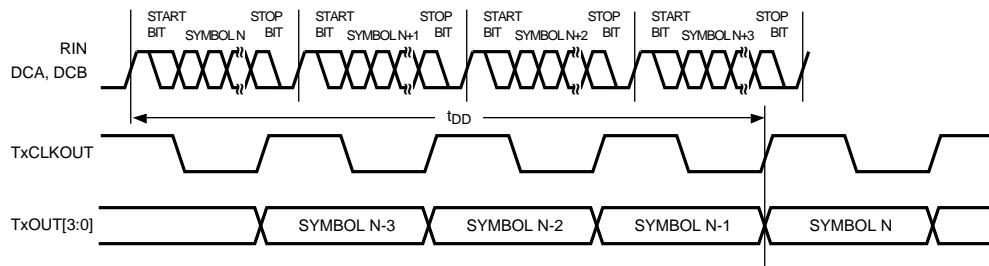 START STOP START STOP START STOP START STOP
BIT SYMBOL N BIT BIT SYMBOL N+1 BIT BIT SYMBOL N+2 BIT BIT SYMBOL N+3 BIT
RIN
DCA, DCB
tDD
TxCLKOUT
TxOUT[3:0] SYMBOL N-3 SYMBOL N-2 SYMBOL N-1 SYMBOL N